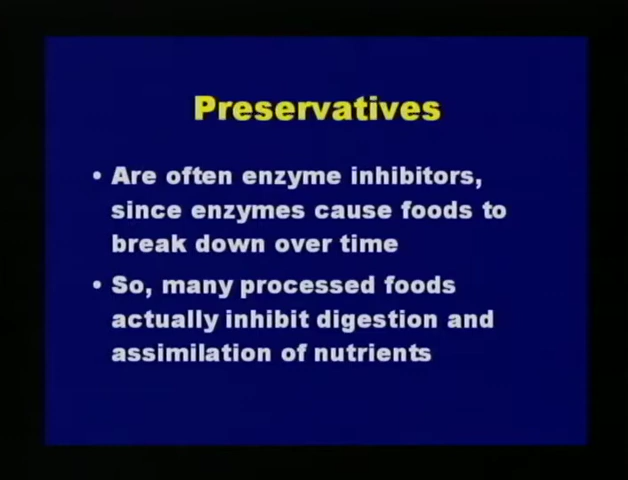 Preservatives
• Are often enzyme inhibitors,
since enzymes cause foods to
break down over time
• So, many processed foods
actually inhibit digestion and
assimilation of nutrients